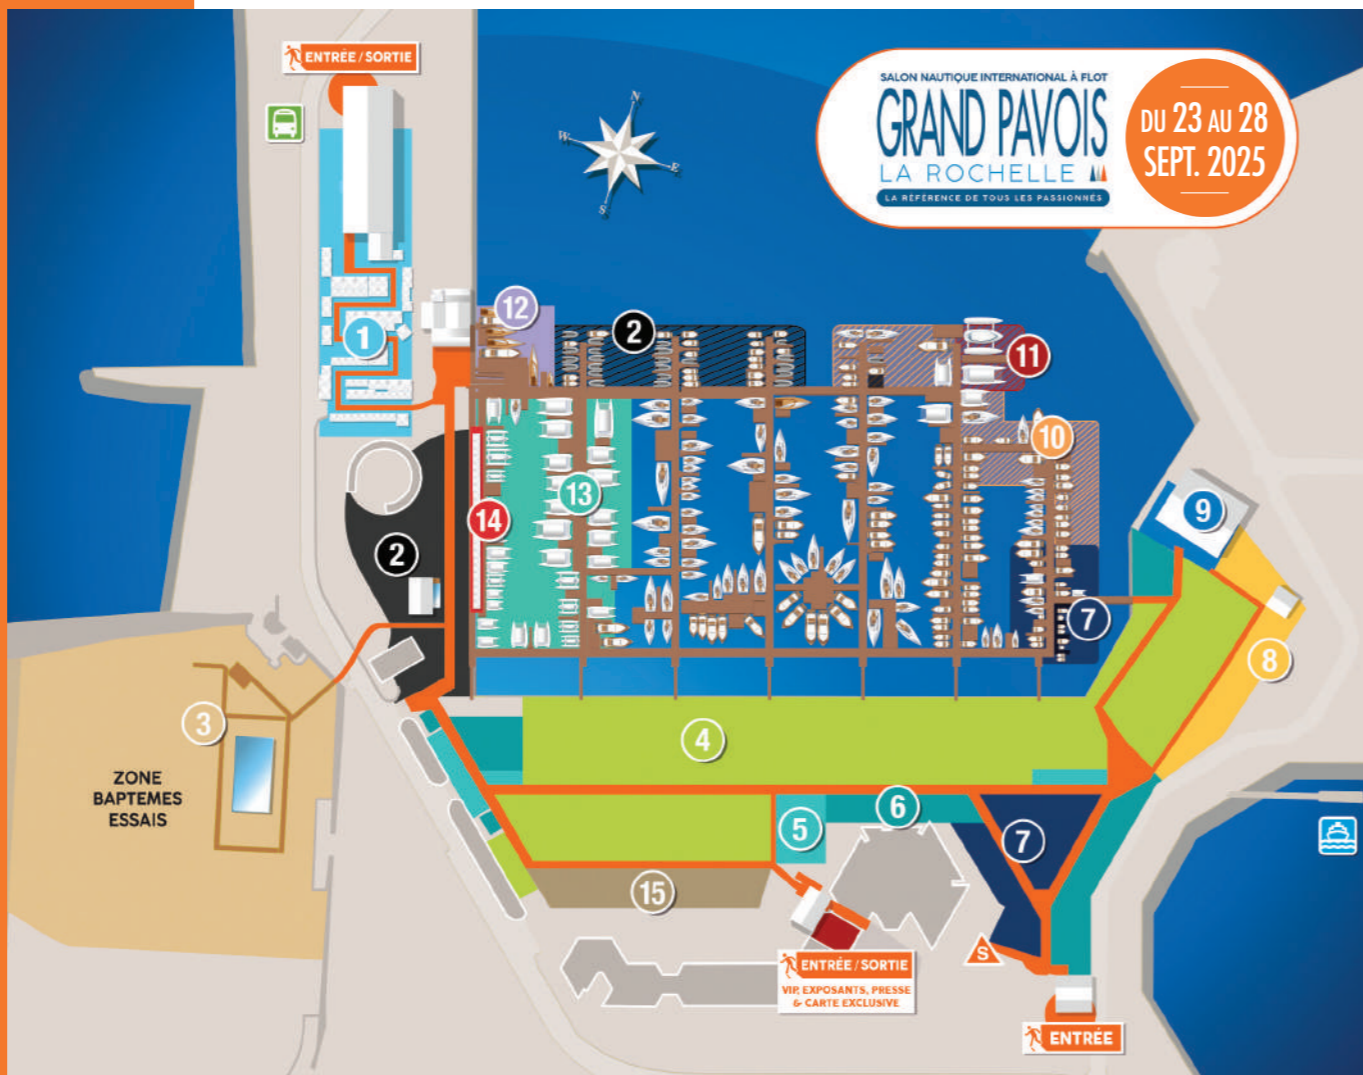 ENTRÉE / SORTIE
SALON NAUTIQUE INTERNATIONAL À FLOT
GRAND PAVOIS
LA ROCHELLE
LA RÉFÉRENCE DE TOUS LES PASSIONNÉS
DU 23 AU 28
SEPT. 2025
N
W
E
S
12
2
1
11
10
13
14
9
2
7
8
3
4
ZONE
BAPTEMES
ESSAIS
6
5
7
15
S
ENTRÉE / SORTIE
VIP, EXPOSANTS, PRESSE
& CARTE EXCLUSIVE
ENTRÉE